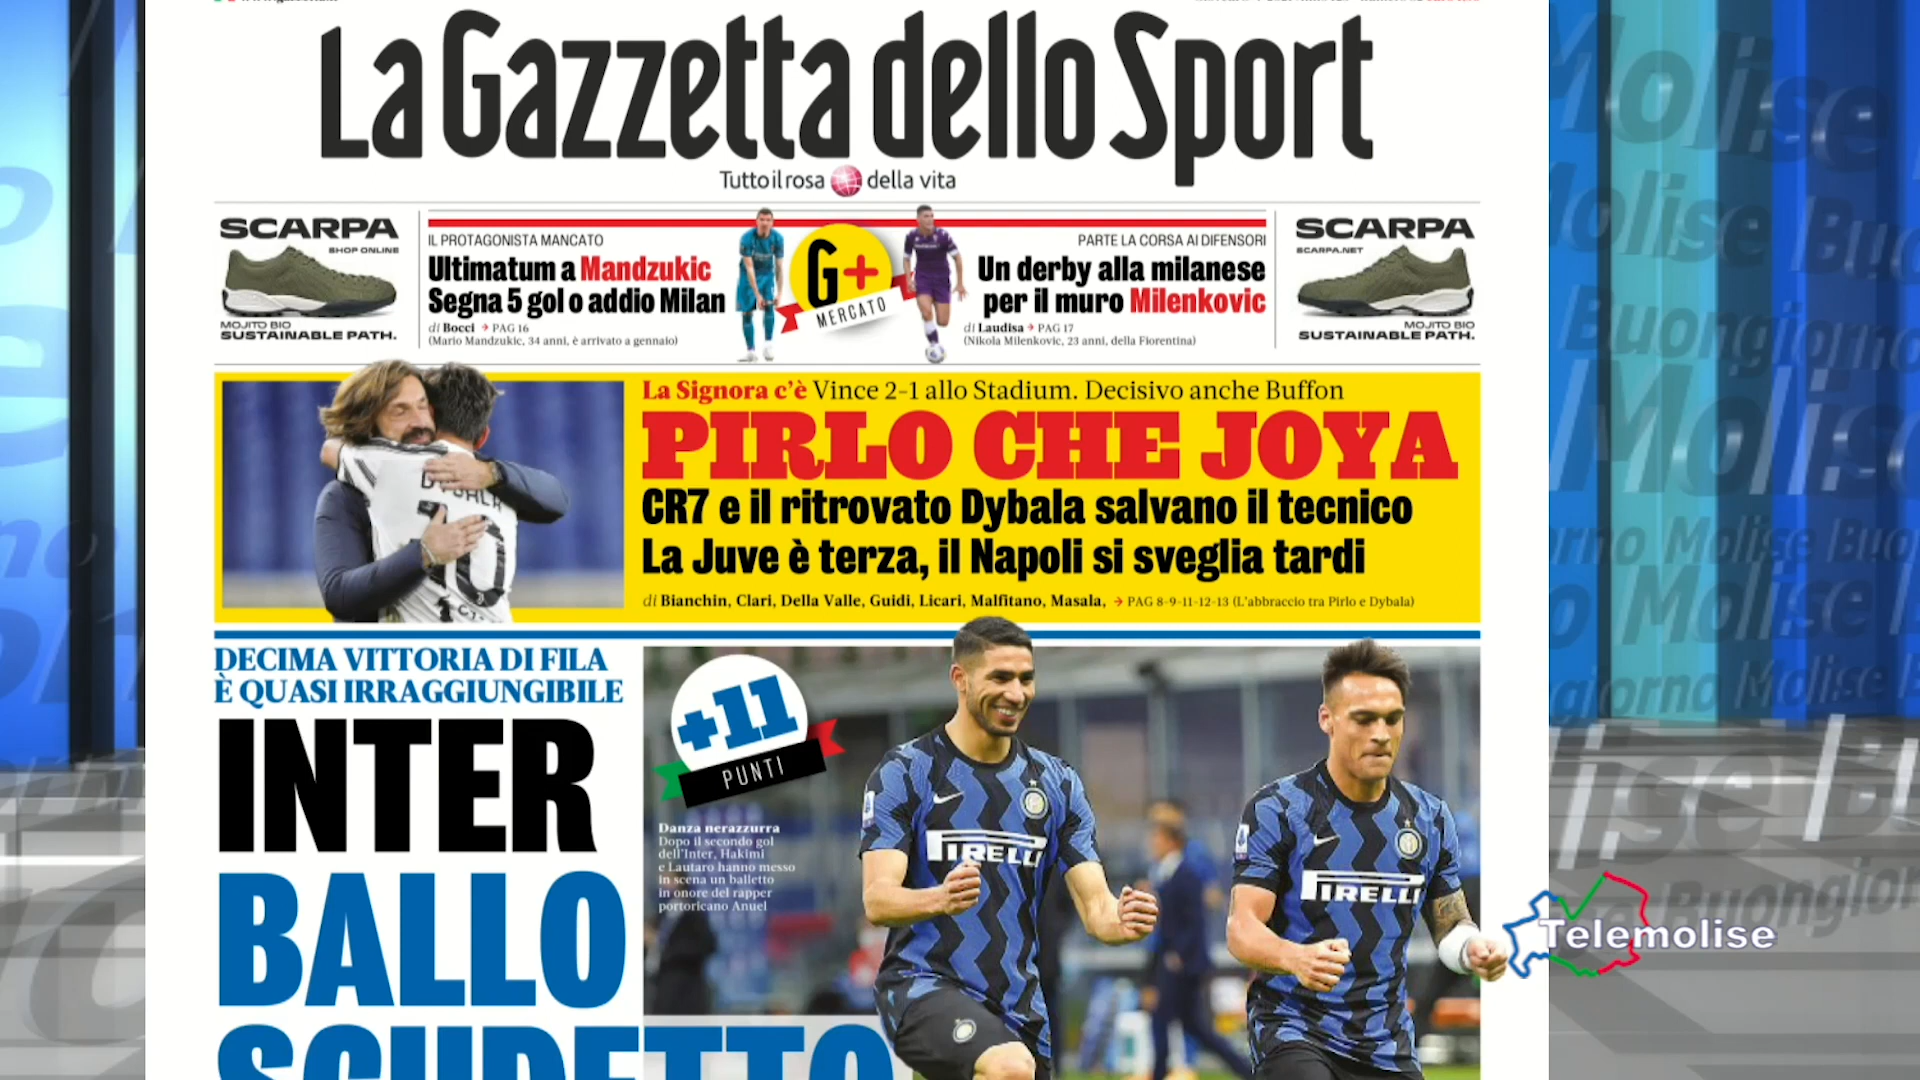 La Gazzetta dello Sport
Tutto il rosa della vita
SCARPA
SHOP ONLINE
MOJITO BIO
SUSTAINABLE PATH.
IL PROTAGONISTA MANCATO
Ultimatum a Mandzukic
Segna 5 gol o addio Milan
di Bocci → PAG 16
(Mario Mandzukic, 34 anni, è arrivato a gennaio)
G+
MERCATO
PARTE LA CORSA AI DIFENSORI
Un derby alla milanese
per il muro Milenkovic
di Laudisa → PAG 17
(Nikola Milenkovic, 23 anni, della Fiorentina)
SCARPA
SCARPA.NET
MOJITO BIO
SUSTAINABLE PATH.
La Signora c'è Vince 2-1 allo Stadium. Decisivo anche Buffon
PIRLO CHE JOYA
CR7 e il ritrovato Dybala salvano il tecnico
La Juve è terza, il Napoli si sveglia tardi
di Bianchin, Clari, Della Valle, Guidi, Licari, Malfitano, Masala, → PAG 8-9-11-12-13 (L'abbraccio tra Pirlo e Dybala)
10
DECIMA VITTORIA DI FILA
È QUASI IRRAGGIUNGIBILE
INTER
BALLO
SCUDETTO
+11
PUNTI
Danza nerazzurra
Dopo il secondo gol
dell'Inter, Hakimi
e Lautaro hanno messo
in scena un balletto
in onore del rapper
portoricano Anuel
PIRELLI
PIRELLI
Telemolise
Molise
Molise Buo
Buongiorno
Molise